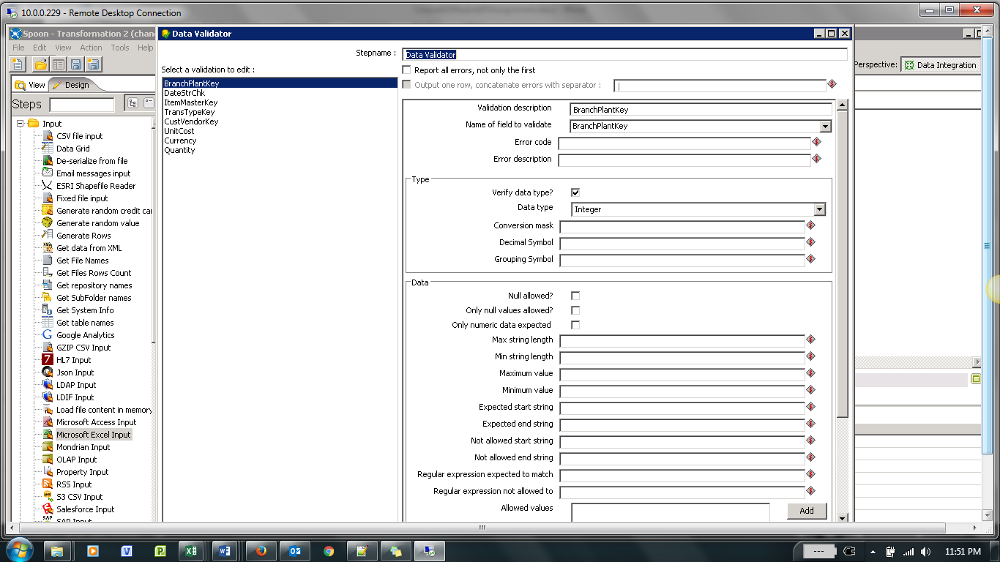 10.0.0.229 - Remote Desktop Connection
Spoon - Transformation 2 (chan
File Edit View Action Tools Help
View Design
Steps
Input
CSV file input
Data Grid
De-serialize from file
Email messages input
ESRI Shapefile Reader
Fixed file input
Generate random credit car
Generate random value
Generate Rows
Get data from XML
Get File Names
Get Files Rows Count
Get repository names
Get SubFolder names
Get System Info
Get table names
Google Analytics
GZIP CSV Input
HL7 Input
Json Input
LDAP Input
LDIF Input
Load file content in memory
Microsoft Access Input
Microsoft Excel Input
Mondrian Input
OLAP Input
Property Input
RSS Input
S3 CSV Input
Salesforce Input
SAP Input
Data Validator
Stepname : Data Validator
Select a validation to edit :
BranchPlantKey
DateStrChk
ItemMasterKey
TransTypeKey
CustVendorKey
UnitCost
Currency
Quantity
Report all errors, not only the first
Output one row, concatenate errors with separator : |
Validation description BranchPlantKey
Name of field to validate BranchPlantKey
Error code
Error description
Type
Verify data type?
Data type Integer
Conversion mask
Decimal Symbol
Grouping Symbol
Data
Null allowed?
Only null values allowed?
Only numeric data expected
Max string length
Min string length
Maximum value
Minimum value
Expected start string
Expected end string
Not allowed start string
Not allowed end string
Regular expression expected to match
Regular expression not allowed to
Allowed values Add
Perspective: Data Integration
--- 11:51 PM